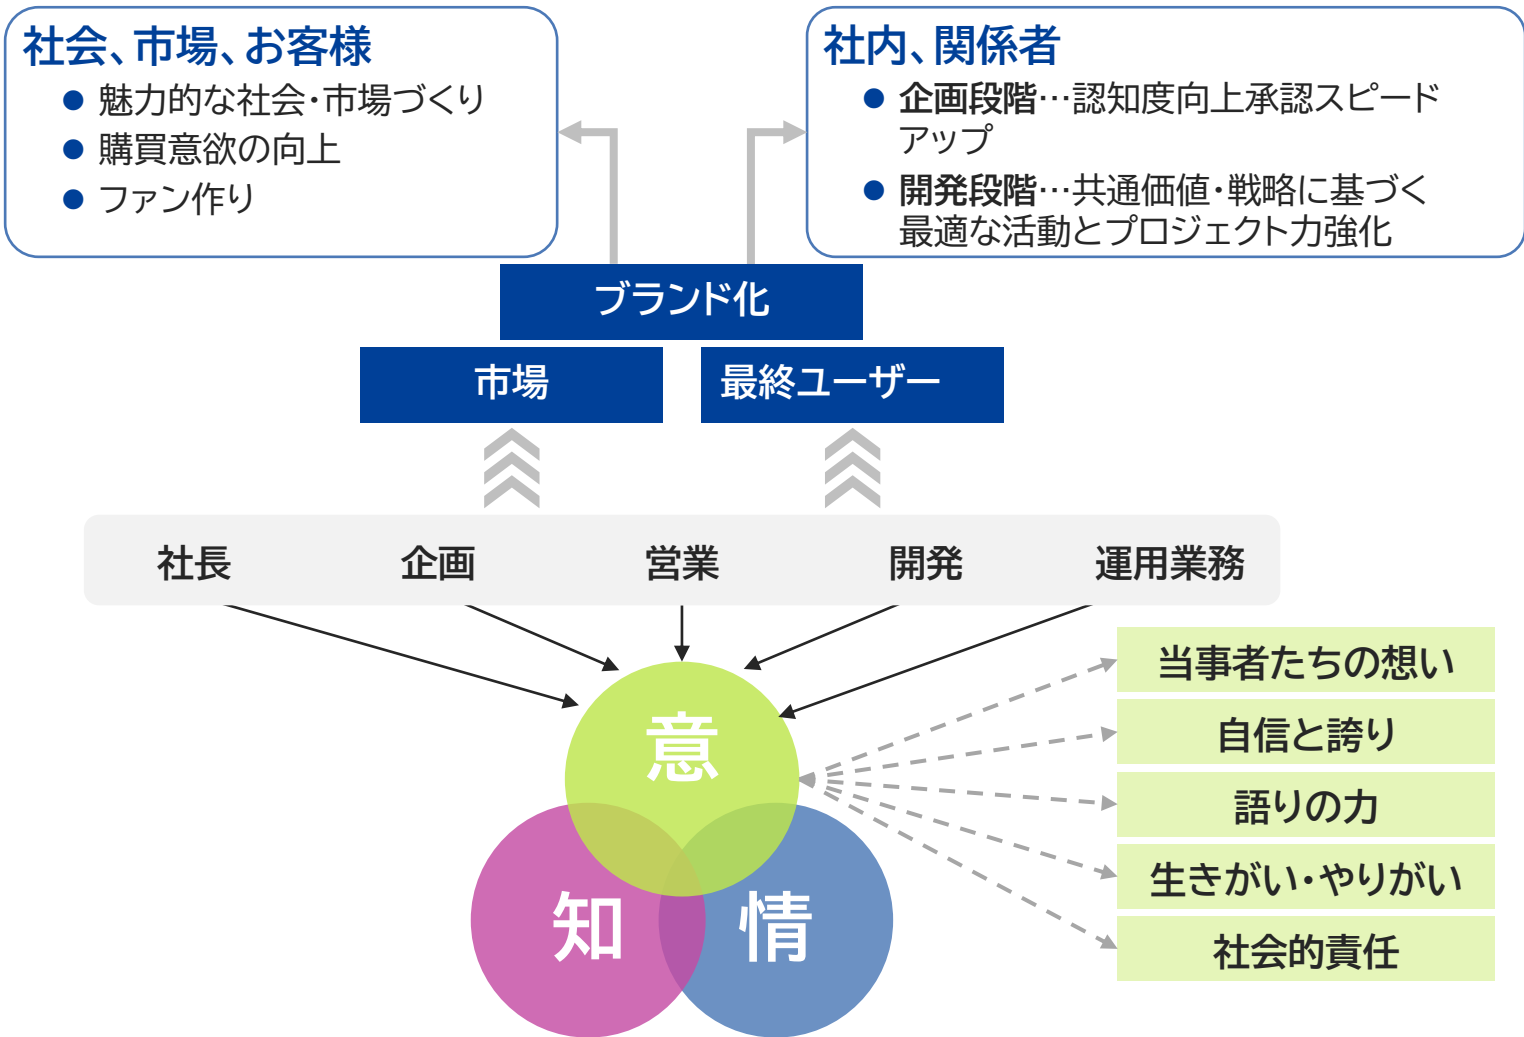 社会、市場、お客様
● 魅力的な社会・市場づくり
● 購買意欲の向上
● ファン作り
社内、関係者
● 企画段階…認知度向上承認スピード
アップ
● 開発段階…共通価値・戦略に基づく
最適な活動とプロジェクト力強化
ブランド化
市場
最終ユーザー
社長
企画
営業
開発
運用業務
意
知
情
当事者たちの想い
自信と誇り
語りの力
生きがい・やりがい
社会的責任